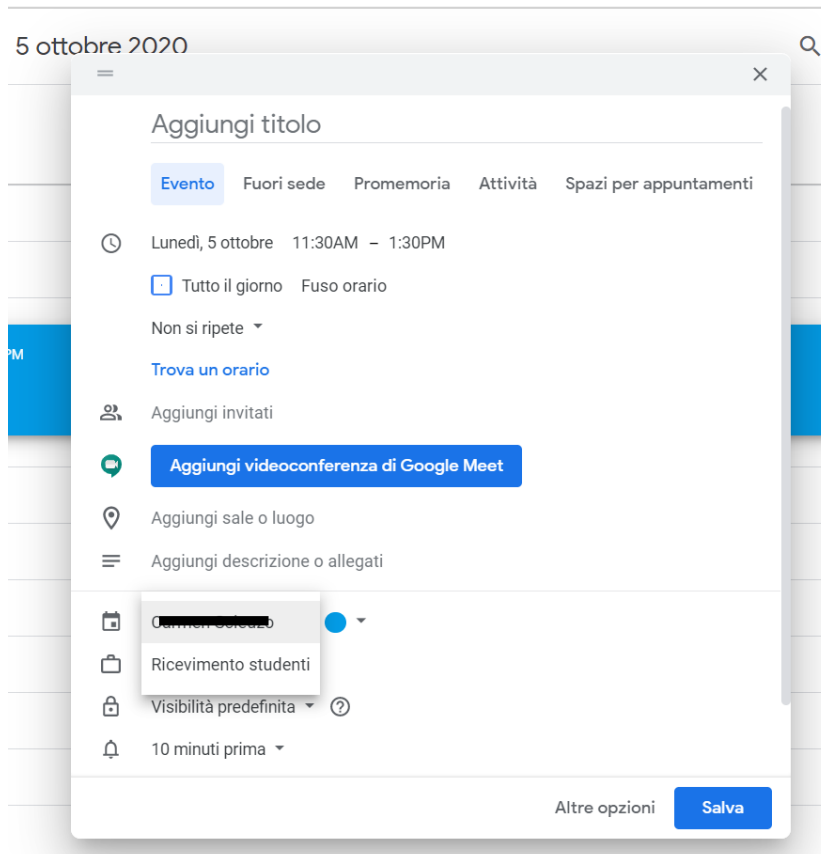 5 ottobre 2020
Aggiungi titolo
Evento Fuori sede Promemoria Attività Spazi per appuntamenti
Lunedì, 5 ottobre 11:30AM – 1:30PM
Tutto il giorno Fuso orario
Non si ripete
PM
Trova un orario
Aggiungi invitati
Aggiungi videoconferenza di Google Meet
Aggiungi sale o luogo
Aggiungi descrizione o allegati
Ricevimento studenti
Visibilità predefinita
10 minuti prima
Altre opzioni Salva